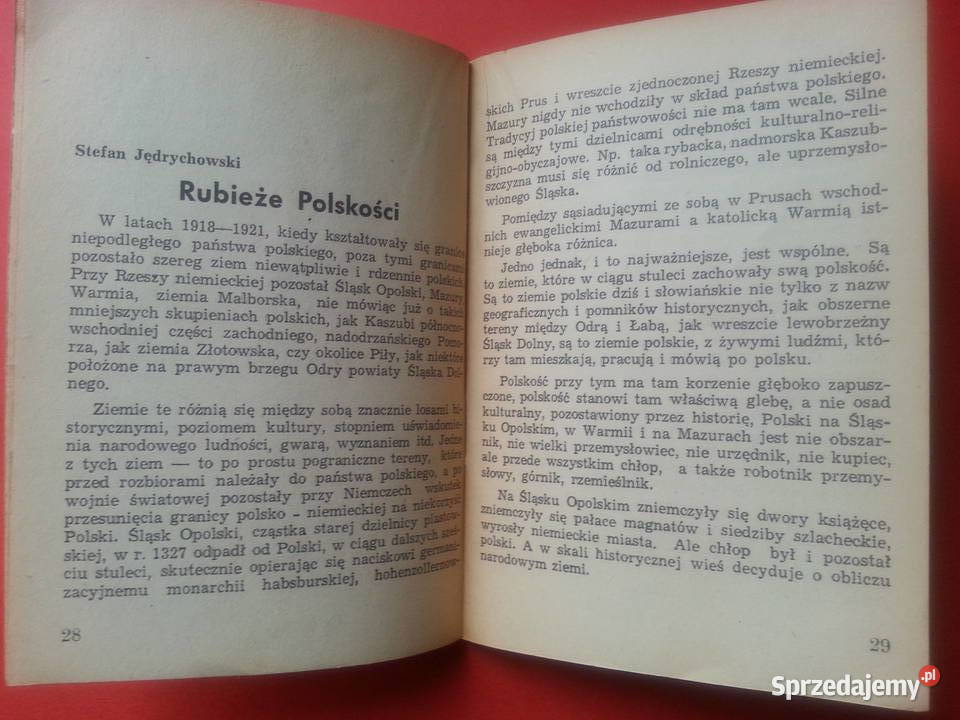 Stefan Jędrychowski
Rubieże Polskości
W latach 1918—1921, kiedy kształtowały się granice
niepodległego państwa polskiego, poza tymi granicami
pozostało szereg ziem niewątpliwie i rdzennie polskich.
Przy Rzeszy niemieckiej pozostał Śląsk Opolski, Mazury,
Warmia, ziemia Malborska, nie mówiąc już o takich
mniejszych skupieniach polskich, jak Kaszubi północno-
wschodniej części zachodniego, nadodrzańskiego Pomo-
rza, jak ziemia Złotowska, czy okolice Piły, jak niektóre
położone na prawym brzegu Odry powiaty Śląska Dol-
nego.
Ziemie te różnią się między sobą znacznie losami hi-
storycznymi, poziomem kultury, stopniem uświadomie-
nia narodowego ludności, gwarą, wyznaniem itd. Jedne
z tych ziem — to po prostu pograniczne tereny, które
przed rozbiorami należały do państwa polskiego, a po
wojnie światowej pozostały przy Niemczech wskutek
przesunięcia granicy polsko - niemieckiej na niekorzyść
Polski. Śląsk Opolski, cząstka starej dzielnicy piastow-
skiej, w r. 1327 odpadł od Polski, w ciągu dalszych sześ-
ciu stuleci, skutecznie opierając się naciskowi germani-
zacyjnemu monarchii habsburskiej, hohenzollernow-
28
skich Prus i wreszcie zjednoczonej Rzeszy niemieckiej.
Mazury nigdy nie wchodziły w skład państwa polskiego.
Tradycyj polskiej państwowości nie ma tam wcale. Silne
są między tymi dzielnicami odrębności kulturalno-reli-
gijno-obyczajowe. Np. taka rybacka, nadmorska Kaszub-
szczyzna musi się różnić od rolniczego, ale uprzemysło-
wionego Śląska.
Pomiędzy sąsiadującymi ze sobą w Prusach wschod-
nich ewangelickimi Mazurami a katolicką Warmią ist-
nieje głęboka różnica.
Jedno jednak, i to najważniejsze, jest wspólne. Są
to ziemie, które w ciągu stuleci zachowały swą polskość.
Są to ziemie polskie dziś i słowiańskie nie tylko z nazw
geograficznych i pomników historycznych, jak obszerne
tereny między Odrą i Łabą, jak wreszcie lewobrzeżny
Śląsk Dolny, są to ziemie polskie, z żywymi ludźmi, któ-
rzy tam mieszkają, pracują i mówią po polsku.
Polskość przy tym ma tam korzenie głęboko zapusz-
czone, polskość stanowi tam właściwą glebę, a nie osad
kulturalny, pozostawiony przez historię, Polski na Ślą-
sku Opolskim, w Warmii i na Mazurach jest nie obszar-
nik, nie wielki przemysłowiec, nie urzędnik, nie kupiec,
ale przede wszystkim chłop, a także robotnik przemy-
słowy, górnik, rzemieślnik.
Na Śląsku Opolskim zniemczyły się dwory książęce,
zniemczyły się pałace magnatów i siedziby szlacheckie,
wyrosły niemieckie miasta. Ale chłop był i pozostał
polski. A w skali historycznej wieś decyduje o obliczu
narodowym ziemi.
29
Sprzedajemy.pl